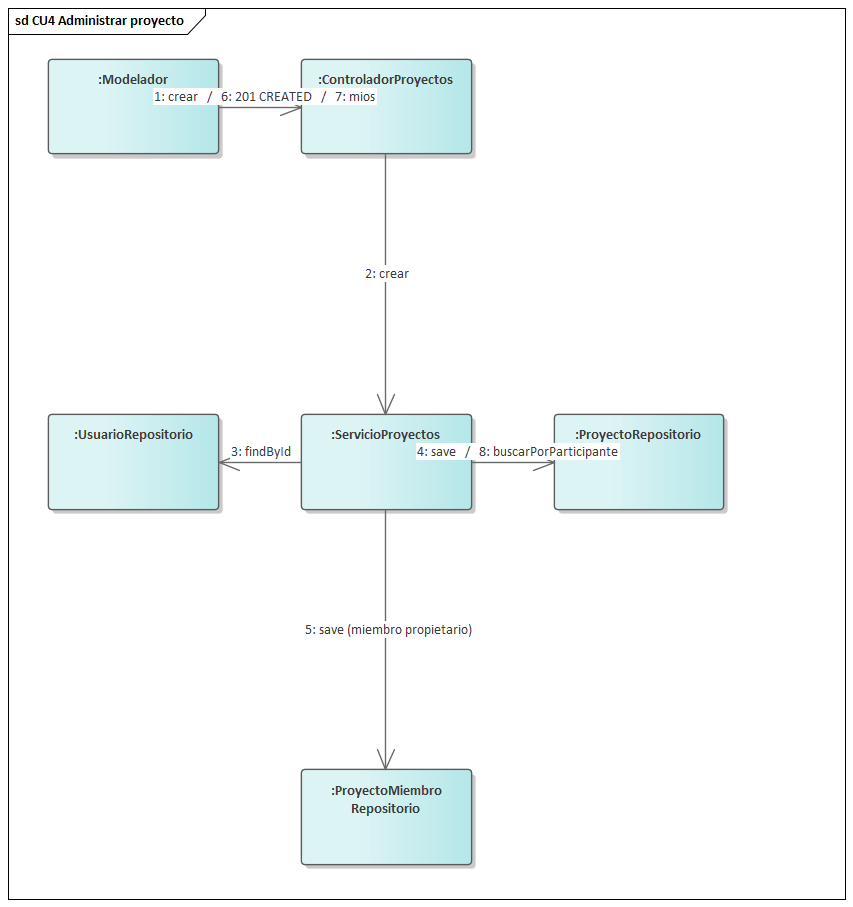 sd CU4 Administrar proyecto
:Modelador
:ControladorProyectos
1: crear / 6: 201 CREATED / 7: mios
2: crear
:UsuarioRepositorio
:ServicioProyectos
:ProyectoRepositorio
3: findById
4: save / 8: buscarPorParticipante
5: save (miembro propietario)
:ProyectoMiembro
Repositorio